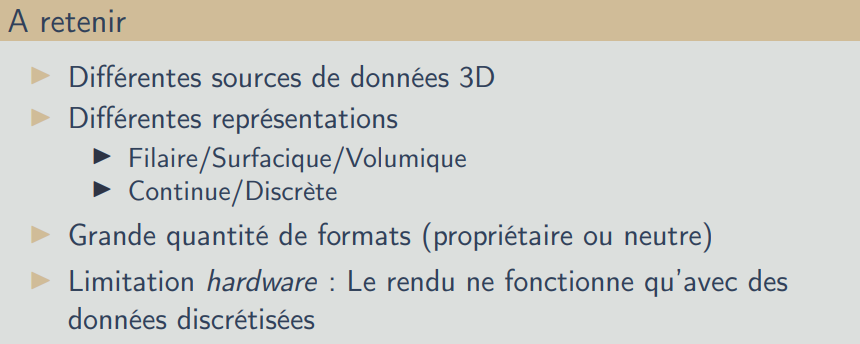 A retenir
Différentes sources de données 3D
Différentes représentations
Filaire/Surfacique/Volumique
Continue/Discrète
Grande quantité de formats (propriétaire ou neutre)
Limitation hardware : Le rendu ne fonctionne qu'avec des
données discrétisées